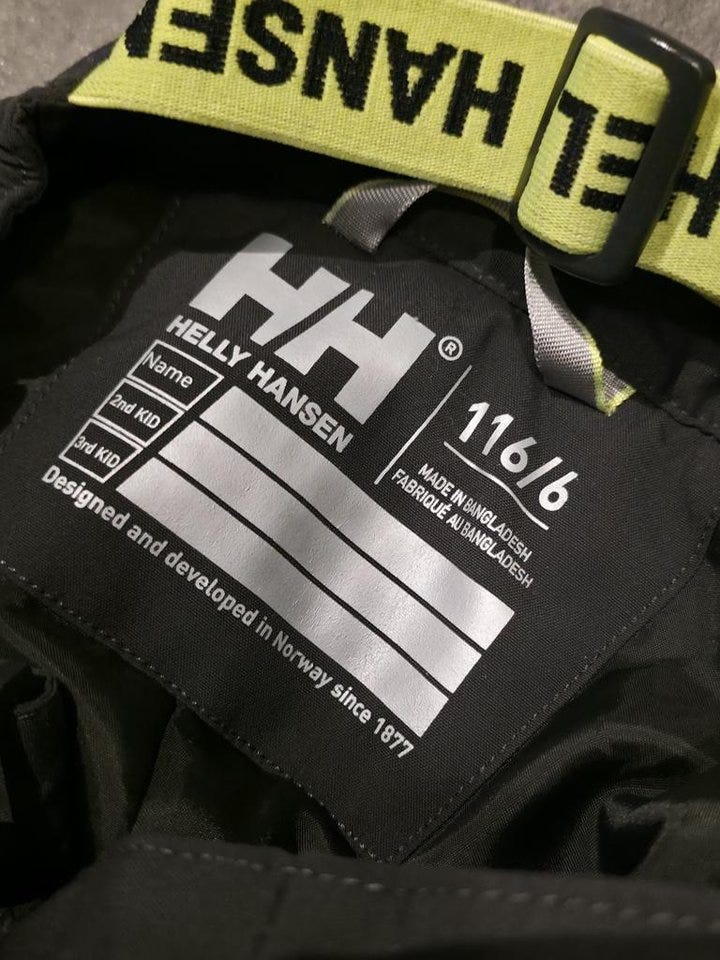 HELLY HANSEN
HH®
HELLY HANSEN
116/6
MADE IN BANGLADESH
FABRIQUÉ AU BANGLADESH
Name
2nd KID
3rd KID
Designed and developed in Norway since 1877